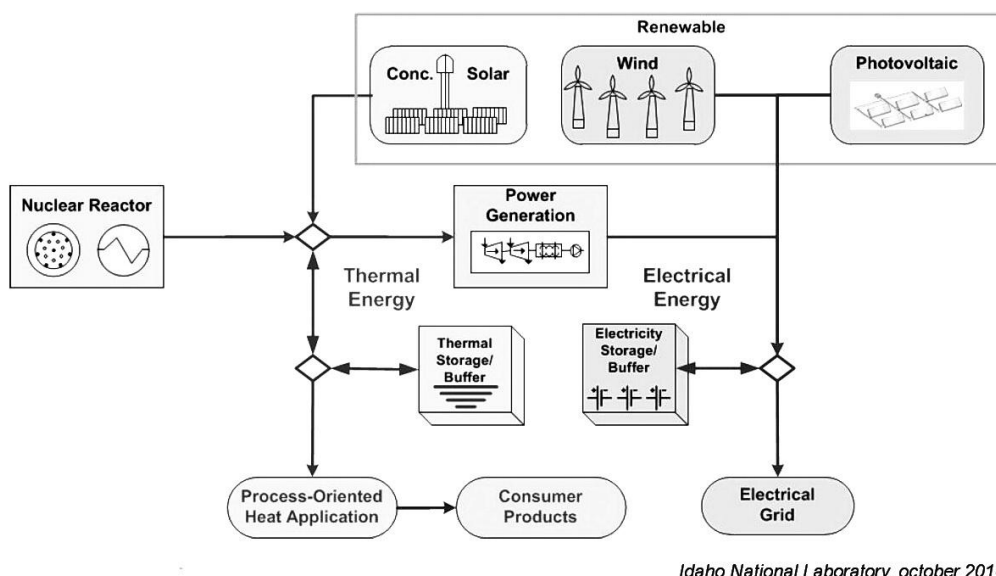 Renewable
Conc. Solar
Wind
Photovoltaic
Nuclear Reactor
Power
Generation
Thermal
Energy
Electrical
Energy
Thermal
Storage/
Buffer
Electricity
Storage/
Buffer
Process-Oriented
Heat Application
Consumer
Products
Electrical
Grid
Idaho National Laboratory, october 201